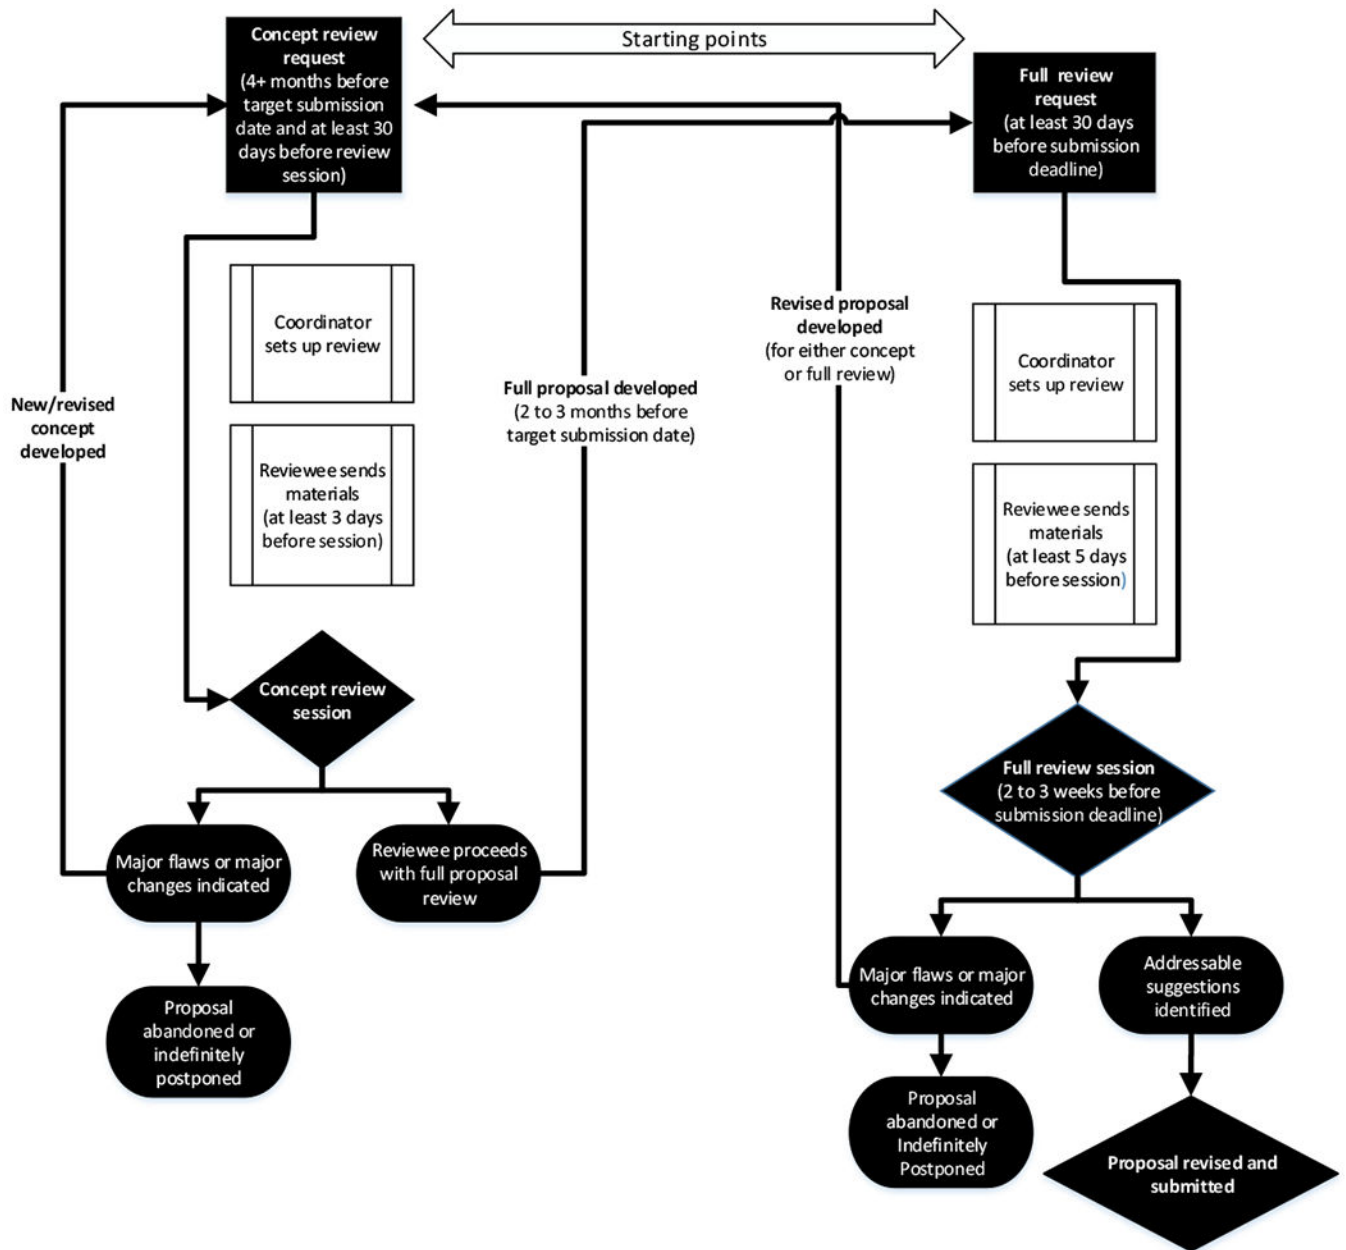 Concept review
request
(4+ months before
target submission
date and at least 30
days before review
session)
Starting points
Full review
request
(at least 30 days
before submission
deadline)
Coordinator
sets up review
Reviewee sends
materials
(at least 3 days
before session)
New/revised
concept
developed
Full proposal developed
(2 to 3 months before
target submission date)
Revised proposal
developed
(for either concept
or full review)
Coordinator
sets up review
Reviewee sends
materials
(at least 5 days
before session)
Concept review
session
Major flaws or major
changes indicated
Reviewee proceeds
with full proposal
review
Proposal
abandoned or
indefinitely
postponed
Full review session
(2 to 3 weeks before
submission deadline)
Major flaws or major
changes indicated
Addressable
suggestions
identified
Proposal
abandoned or
Indefinitely
Postponed
Proposal revised and
submitted